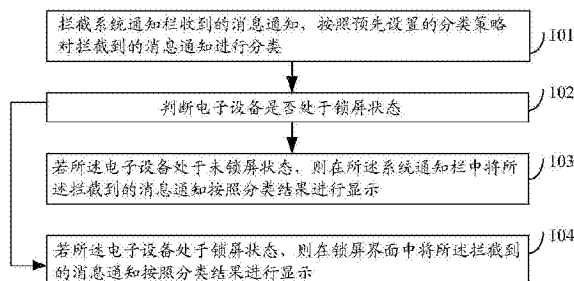 拦截系统通知栏收到的消息通知，按照预先设置的分类策略
对拦截到的消息通知进行分类
101
判断电子设备是否处于锁屏状态
102
若所述电子设备处于未锁屏状态、则在所述系统通知栏中将所
述拦截到的消息通知按照分类结果进行显示
103
若所述电子设备处于锁屏状态、则在锁屏界面中将所述拦截到
的消息通知按照分类结果进行显示
104